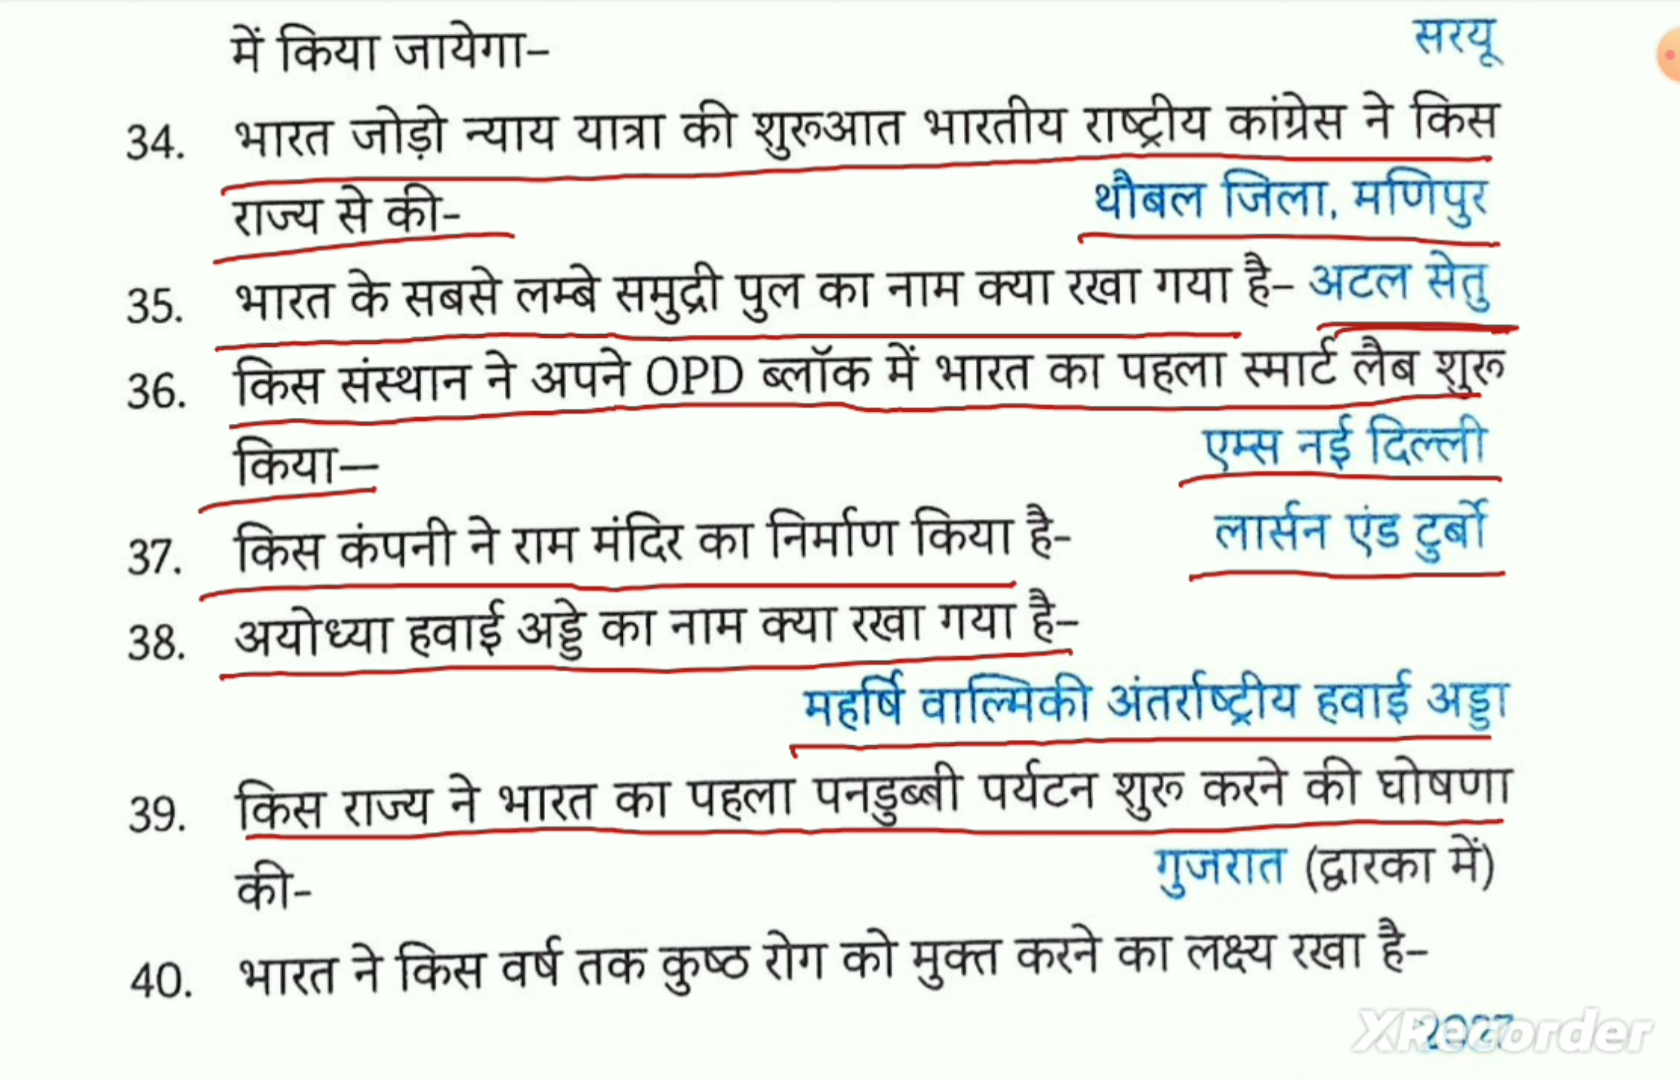 में किया जायेगा- सरयू
34. भारत जोड़ो न्याय यात्रा की शुरूआत भारतीय राष्ट्रीय कांग्रेस ने किस
राज्य से की- थौबल जिला, मणिपुर
35. भारत के सबसे लम्बे समुद्री पुल का नाम क्या रखा गया है- अटल सेतु
36. किस संस्थान ने अपने OPD ब्लॉक में भारत का पहला स्मार्ट लैब शुरू
किया— एम्स नई दिल्ली
37. किस कंपनी ने राम मंदिर का निर्माण किया है- लार्सन एंड टुर्बो
38. अयोध्या हवाई अड्डे का नाम क्या रखा गया है-
महर्षि वाल्मिकी अंतर्राष्ट्रीय हवाई अड्डा
39. किस राज्य ने भारत का पहला पनडुब्बी पर्यटन शुरू करने की घोषणा
की- गुजरात (द्वारका में)
40. भारत ने किस वर्ष तक कुष्ठ रोग को मुक्त करने का लक्ष्य रखा है-
2027
XRecorder